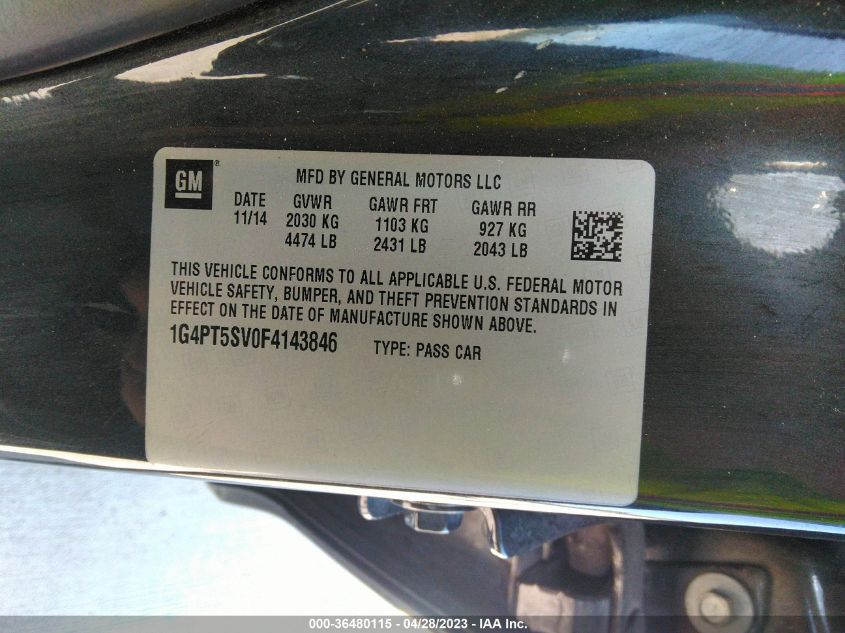 GM®
MFD BY GENERAL MOTORS LLC
DATE GVWR GAWR FRT GAWR RR
11/14 2030 KG 1103 KG 927 KG
4474 LB 2431 LB 2043 LB
THIS VEHICLE CONFORMS TO ALL APPLICABLE U.S. FEDERAL MOTOR
VEHICLE SAFETY, BUMPER, AND THEFT PREVENTION STANDARDS IN
EFFECT ON THE DATE OF MANUFACTURE SHOWN ABOVE.
1G4PT5SV0F4143846 TYPE: PASS CAR
000-36480115 - 04/28/2023 - IAA Inc.